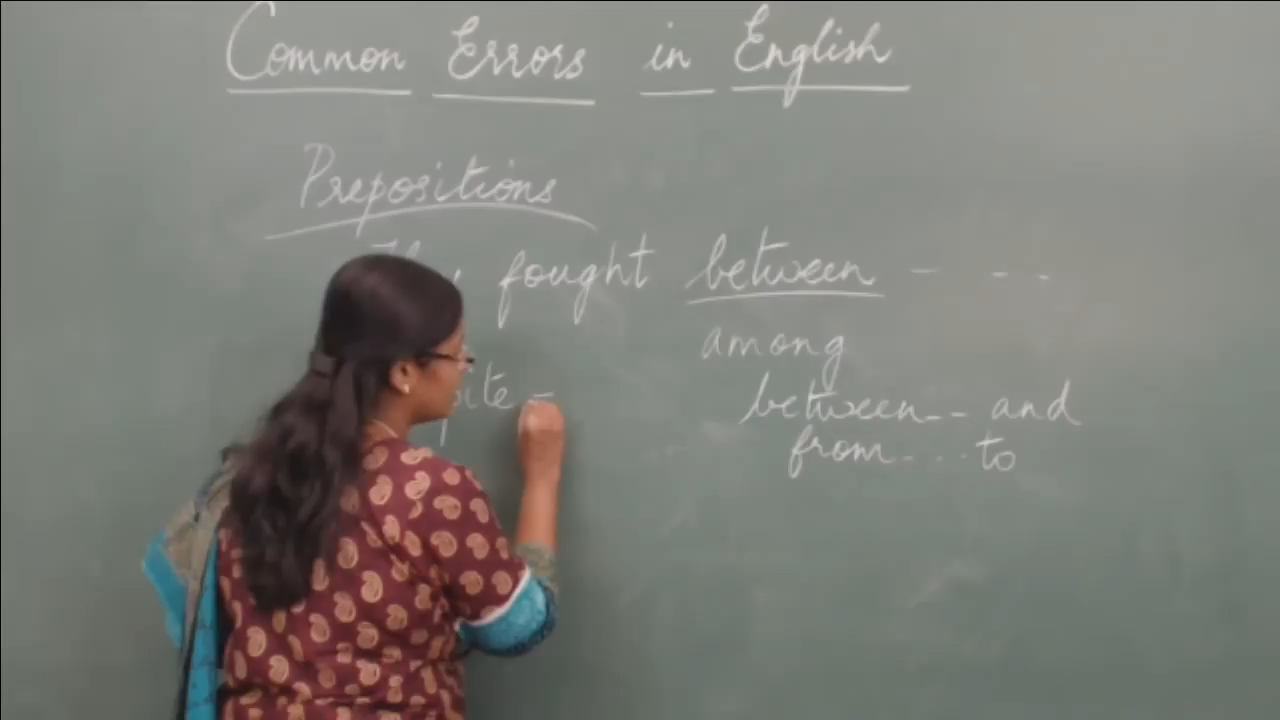 Common Errors in English
Prepositions
fought between - - - -
among
between-- and
from.... to